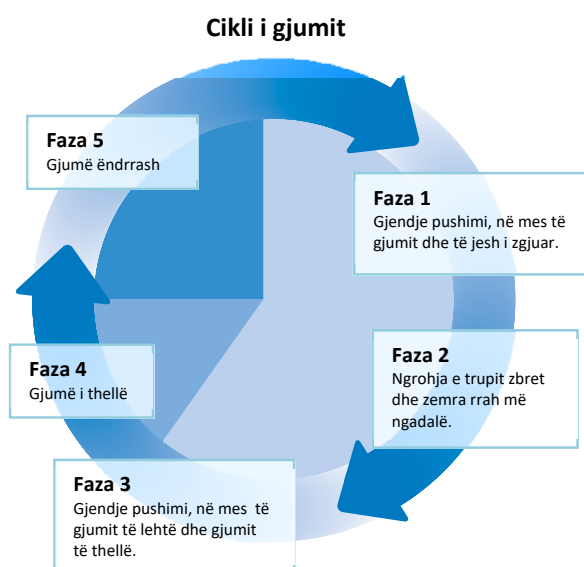 Cikli i gjumit
Faza 1
Gjendje pushimi, në mes të
gjumit dhe të jesh i zgjuar.
Faza 2
Ngrohja e trupit zbret
dhe zemra rrah më
ngadalë.
Faza 3
Gjendje pushimi, në mes të
gjumit të lehtë dhe gjumit
të thellë.
Faza 4
Gjumë i thellë
Faza 5
Gjumë ëndrrash